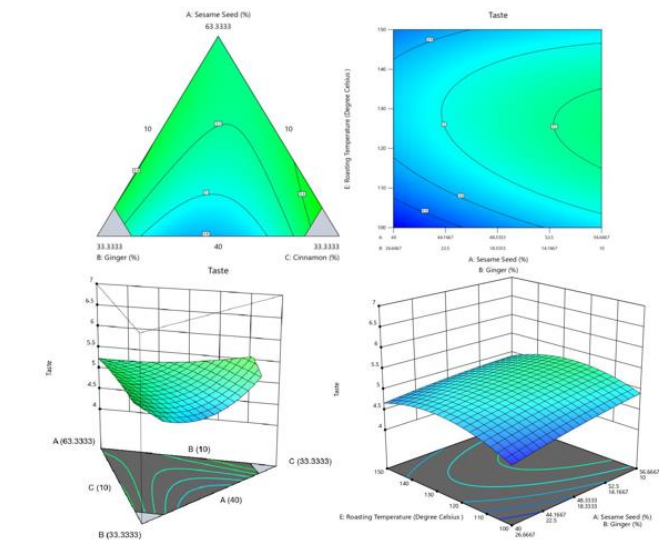 A: Sesame Seed (%)
63.3333
10
10
33.3333
40
33.3333
B: Ginger (%)
C: Cinnamon (%)
Taste
E: Roasting Temperature (Degree Celsius)
150
140
130
120
110
100
A: Sesame Seed (%)
B: Ginger (%)
Taste
7
6.5
6
5.5
5
4.5
4
Taste
A (63.3333)
B (10)
C (33.3333)
C (10)
A (40)
B (33.3333)
7
6.5
6
5.5
5
4.5
4
Taste
150
140
130
120
110
100
E: Roasting Temperature (Degree Celsius )
56.6667
10
52.5
14.1667
48.3333
18.3333
44.1667
22.5
40
26.6667
A: Sesame Seed (%)
B: Ginger (%)